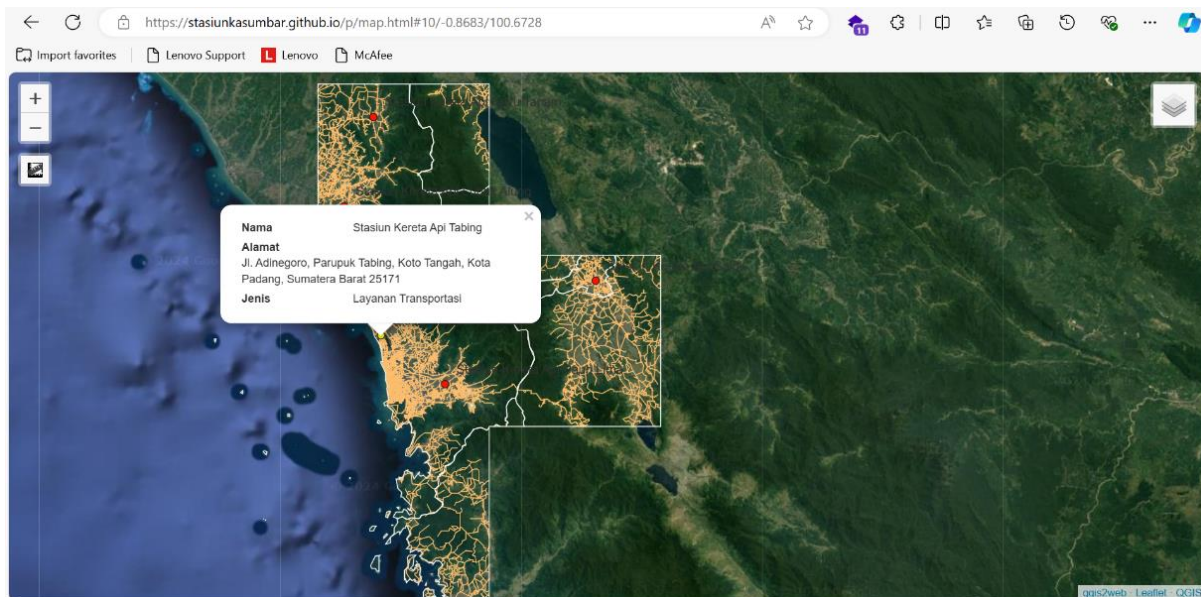 https://stasiunkasumbar.github.io/p/map.html#10/-0.8683/100.6728
11
Import favorites Lenovo Support L Lenovo McAfee
+
−
Nama Stasiun Kereta Api Tabing
×
Alamat
Jl. Adinegoro, Parupuk Tabing, Koto Tangah, Kota
Padang, Sumatera Barat 25171
Jenis Layanan Transportasi
qgis2web · Leaflet · QGIS